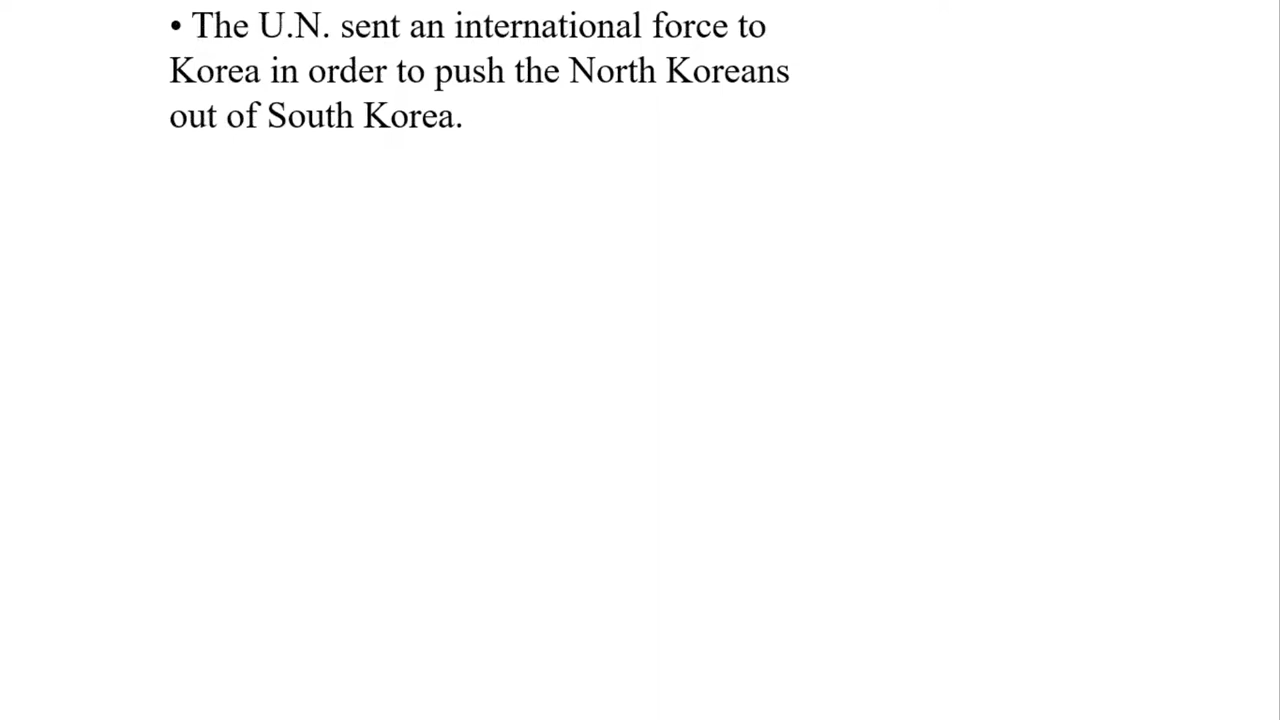 • The U.N. sent an international force to
Korea in order to push the North Koreans
out of South Korea.